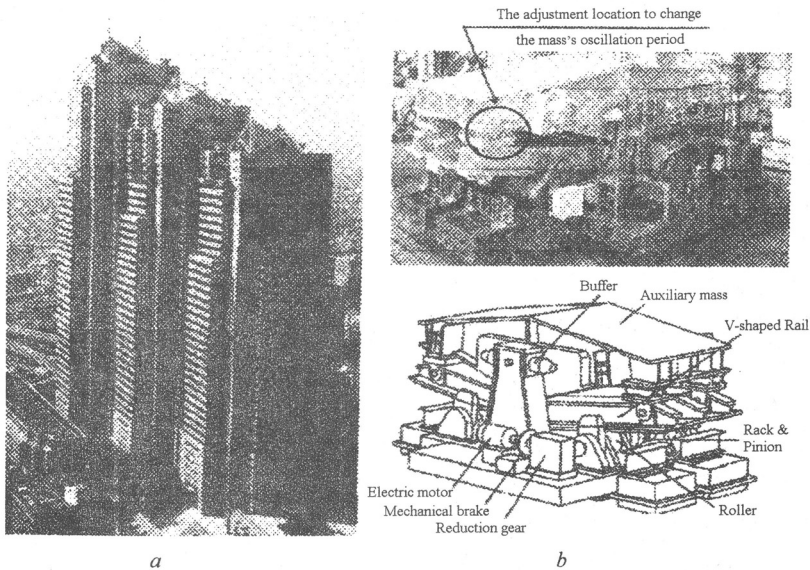 The adjustment location to change
the mass's oscillation period
Buffer
Auxiliary mass
V-shaped Rail
Rack &
Pinion
Electric motor
Mechanical brake
Reduction gear
Roller
a
b